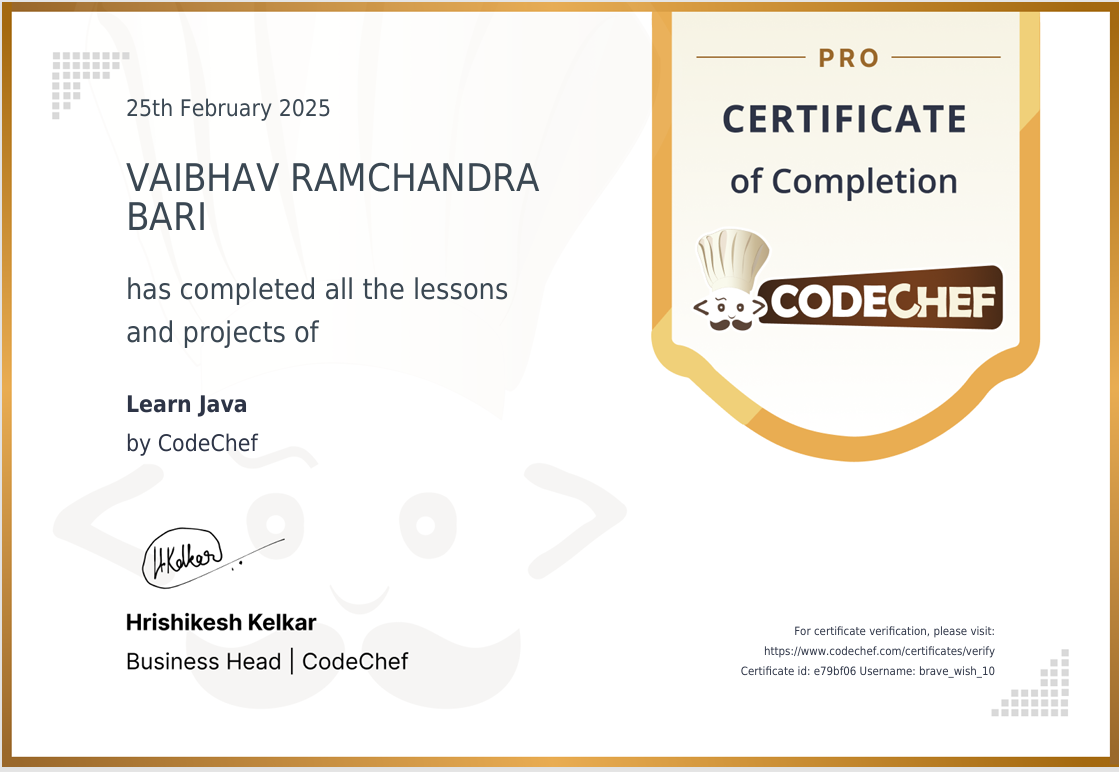 25th February 2025
VAIBHAV RAMCHANDRA
BARI
has completed all the lessons
and projects of
Learn Java
by CodeChef
H Kelkar
Hrishikesh Kelkar
Business Head | CodeChef
PRO
CERTIFICATE
of Completion
CODECHEF
For certificate verification, please visit:
https://www.codechef.com/certificates/verify
Certificate id: e79bf06 Username: brave_wish_10